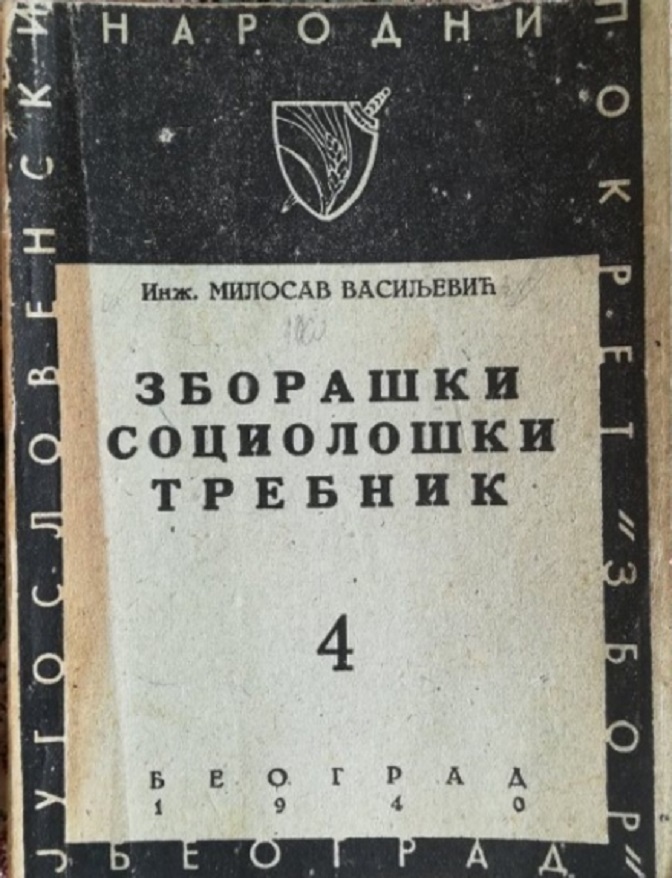 ЈУГОСЛОВЕНСКИ
НАРОДНИ
ПОКРЕТ "ЗБОР"
Инж. МИЛОСАВ ВАСИЉЕВИЋ
ЗБОРАШКИ
СОЦИОЛОШКИ
ТРЕБНИК
4
БЕОГРАД
1940
БЕОГРАД